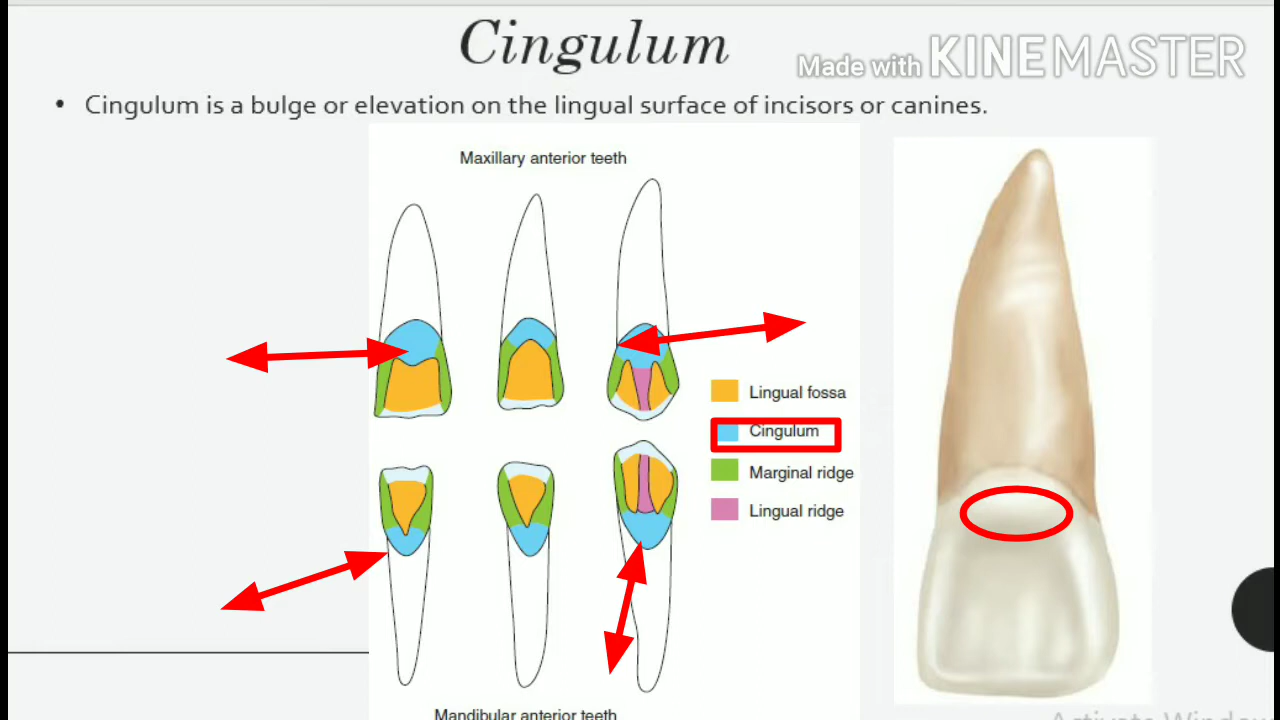 Cingulum
Made with KINEMASTER
• Cingulum is a bulge or elevation on the lingual surface of incisors or canines.
Maxillary anterior teeth
Lingual fossa
Cingulum
Marginal ridge
Lingual ridge
Mandibular anterior teeth